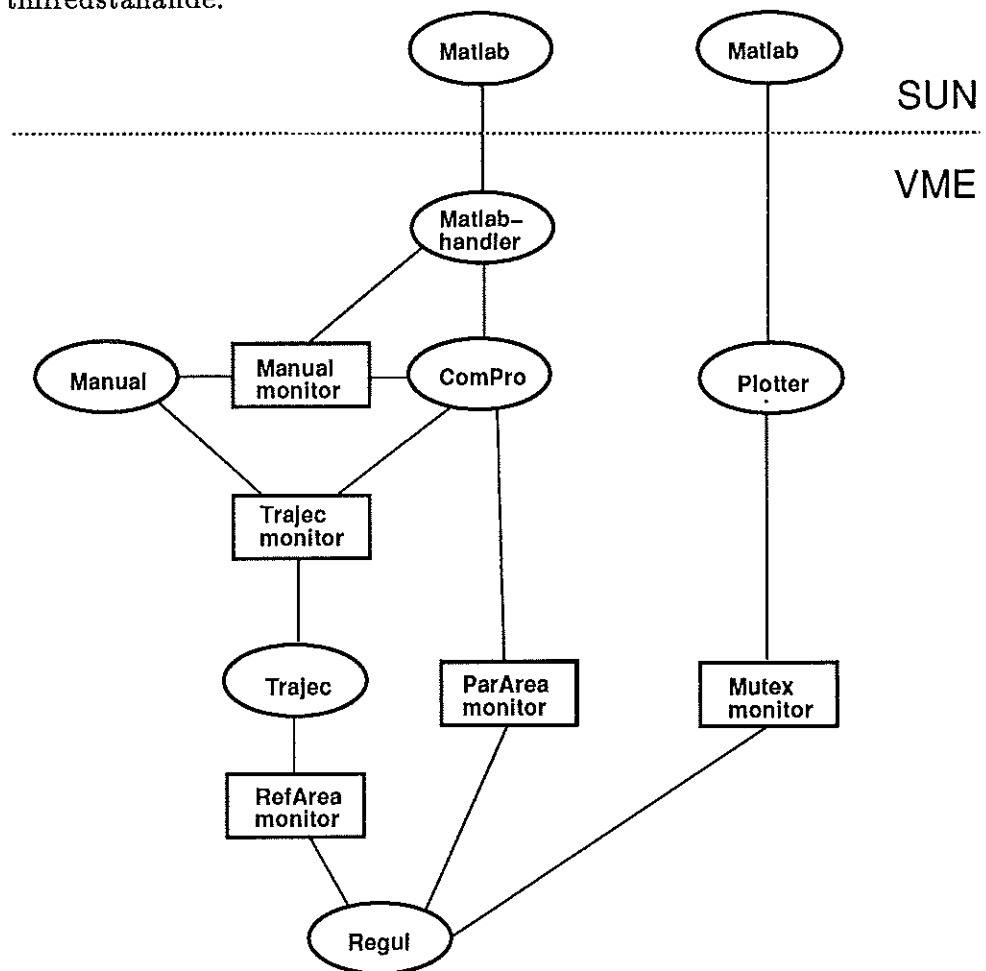 tillfredställande.
Matlab
Matlab
SUN
VME
Matlab-
handler
Manual
Manual
monitor
ComPro
Plotter
Trajec
monitor
Trajec
ParArea
monitor
Mutex
monitor
RefArea
monitor
Regul